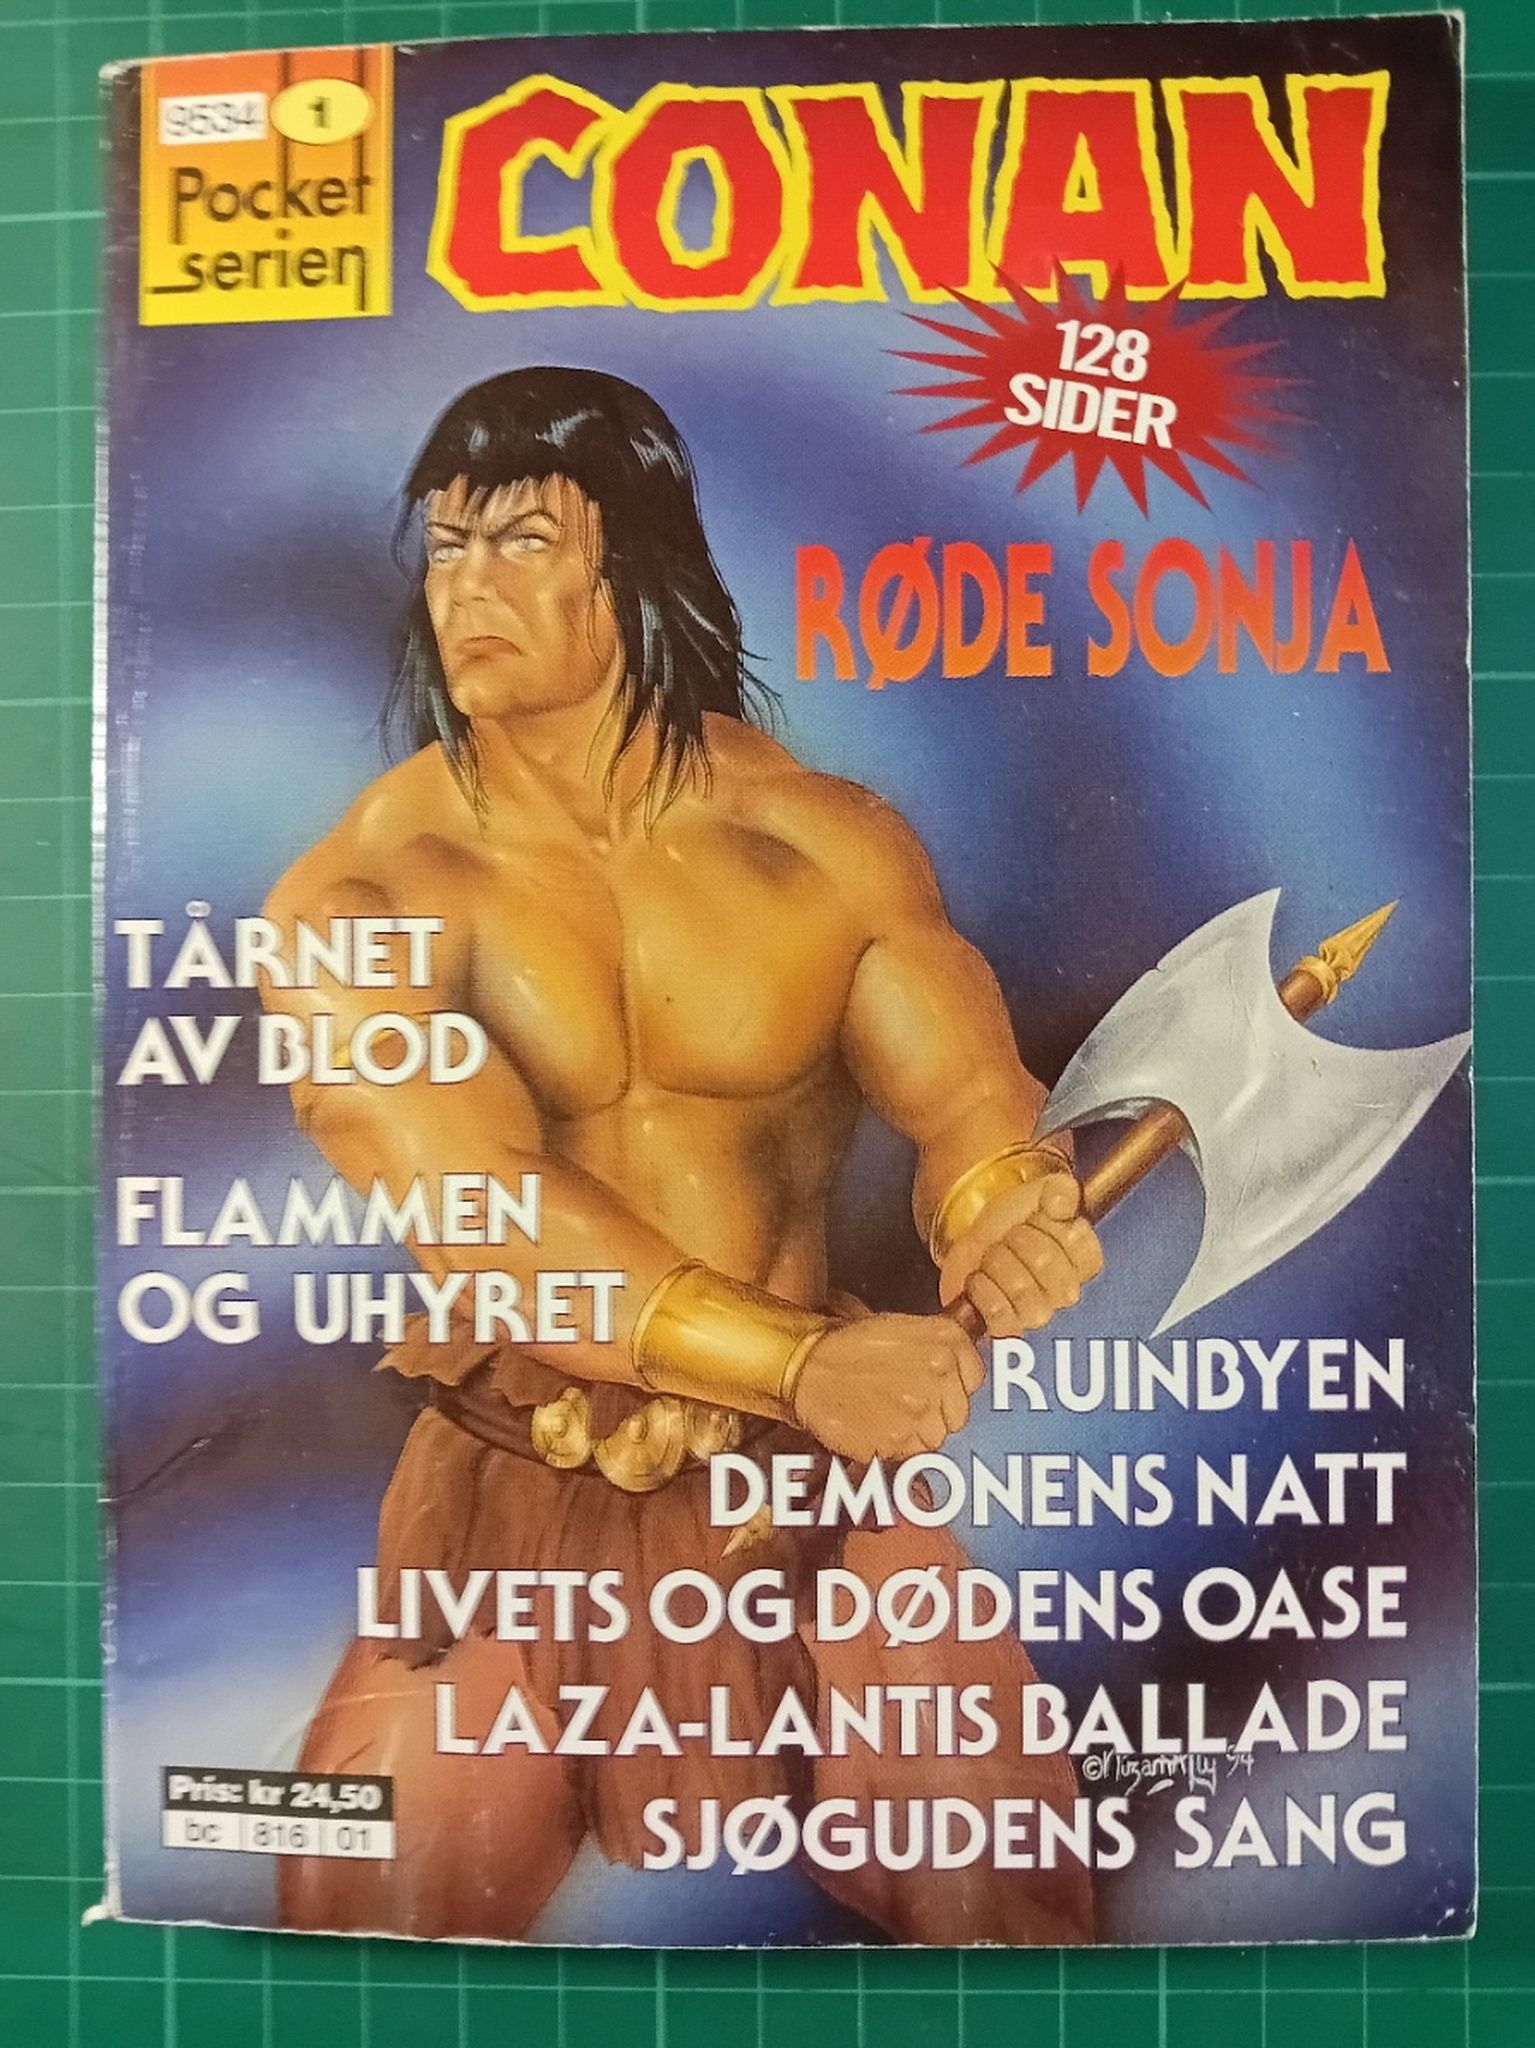 9534 1
Pocket
serien
CONAN
128
SIDER
RØDE SONJA
TÅRNET
AV BLOD
FLAMMEN
OG UHYRET
RUINBYEN
DEMONENS NATT
LIVETS OG DØDENS OASE
LAZA-LANTIS BALLADE
SJØGUDENS SANG
Pris: kr 24,50
bc 816 01